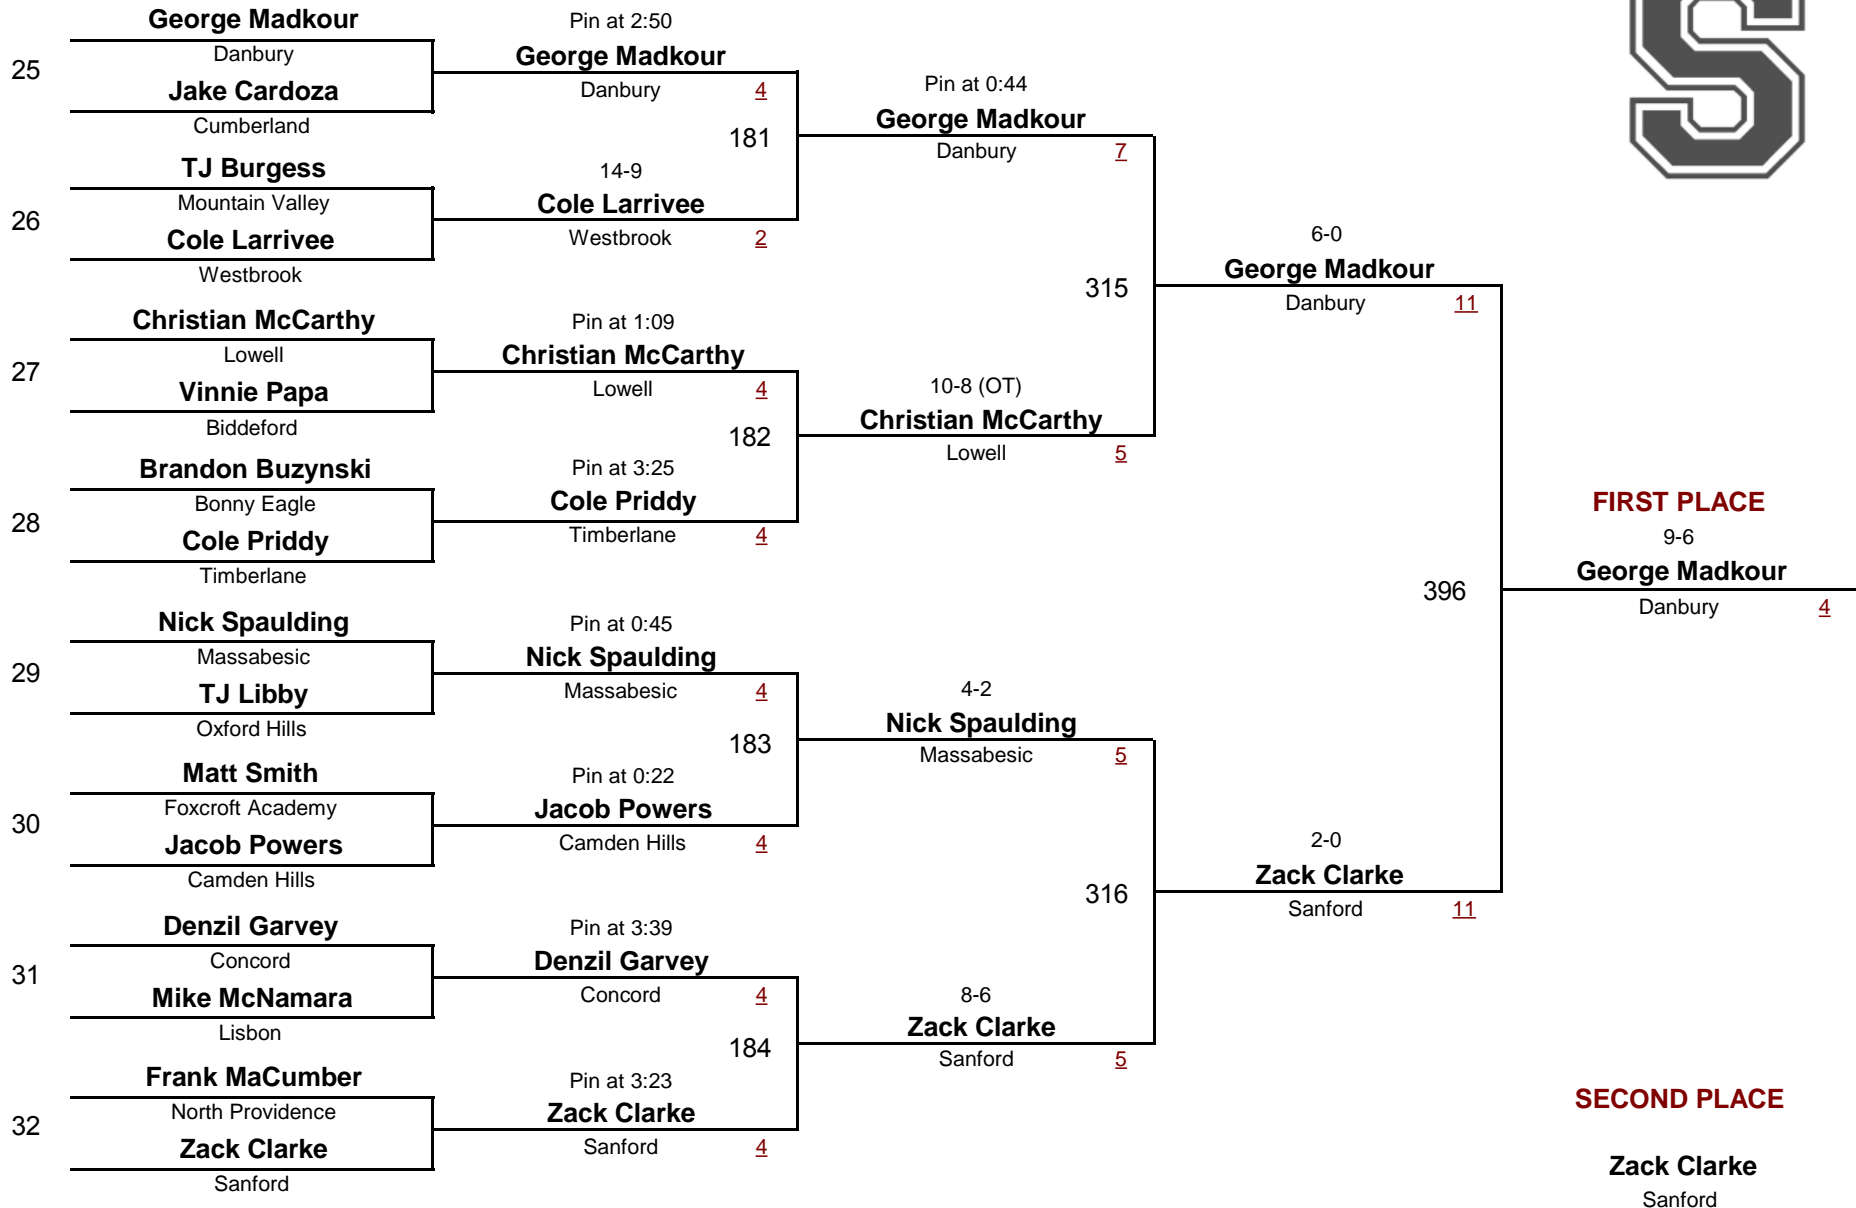 George Madkour
Danbury
25
Jake Cardoza
Cumberland
TJ Burgess
Mountain Valley
26
Cole Larrivee
Westbrook
Christian McCarthy
Lowell
27
Vinnie Papa
Biddeford
Brandon Buzynski
Bonny Eagle
28
Cole Priddy
Timberlane
Nick Spaulding
Massabesic
29
TJ Libby
Oxford Hills
Matt Smith
Foxcroft Academy
30
Jacob Powers
Camden Hills
Denzil Garvey
Concord
31
Mike McNamara
Lisbon
Frank MaCumber
North Providence
32
Zack Clarke
Sanford
Pin at 2:50
George Madkour
Danbury 4
181
14-9
Cole Larrivee
Westbrook 2
Pin at 1:09
Christian McCarthy
Lowell 4
182
Pin at 3:25
Cole Priddy
Timberlane 4
Pin at 0:45
Nick Spaulding
Massabesic 4
183
Pin at 0:22
Jacob Powers
Camden Hills 4
Pin at 3:39
Denzil Garvey
Concord 4
184
Pin at 3:23
Zack Clarke
Sanford 4
Pin at 0:44
George Madkour
Danbury 7
315
10-8 (OT)
Christian McCarthy
Lowell 5
4-2
Nick Spaulding
Massabesic 5
316
8-6
Zack Clarke
Sanford 5
6-0
George Madkour
Danbury 11
396
2-0
Zack Clarke
Sanford 11
S
FIRST PLACE
9-6
George Madkour
Danbury 4
SECOND PLACE
Zack Clarke
Sanford